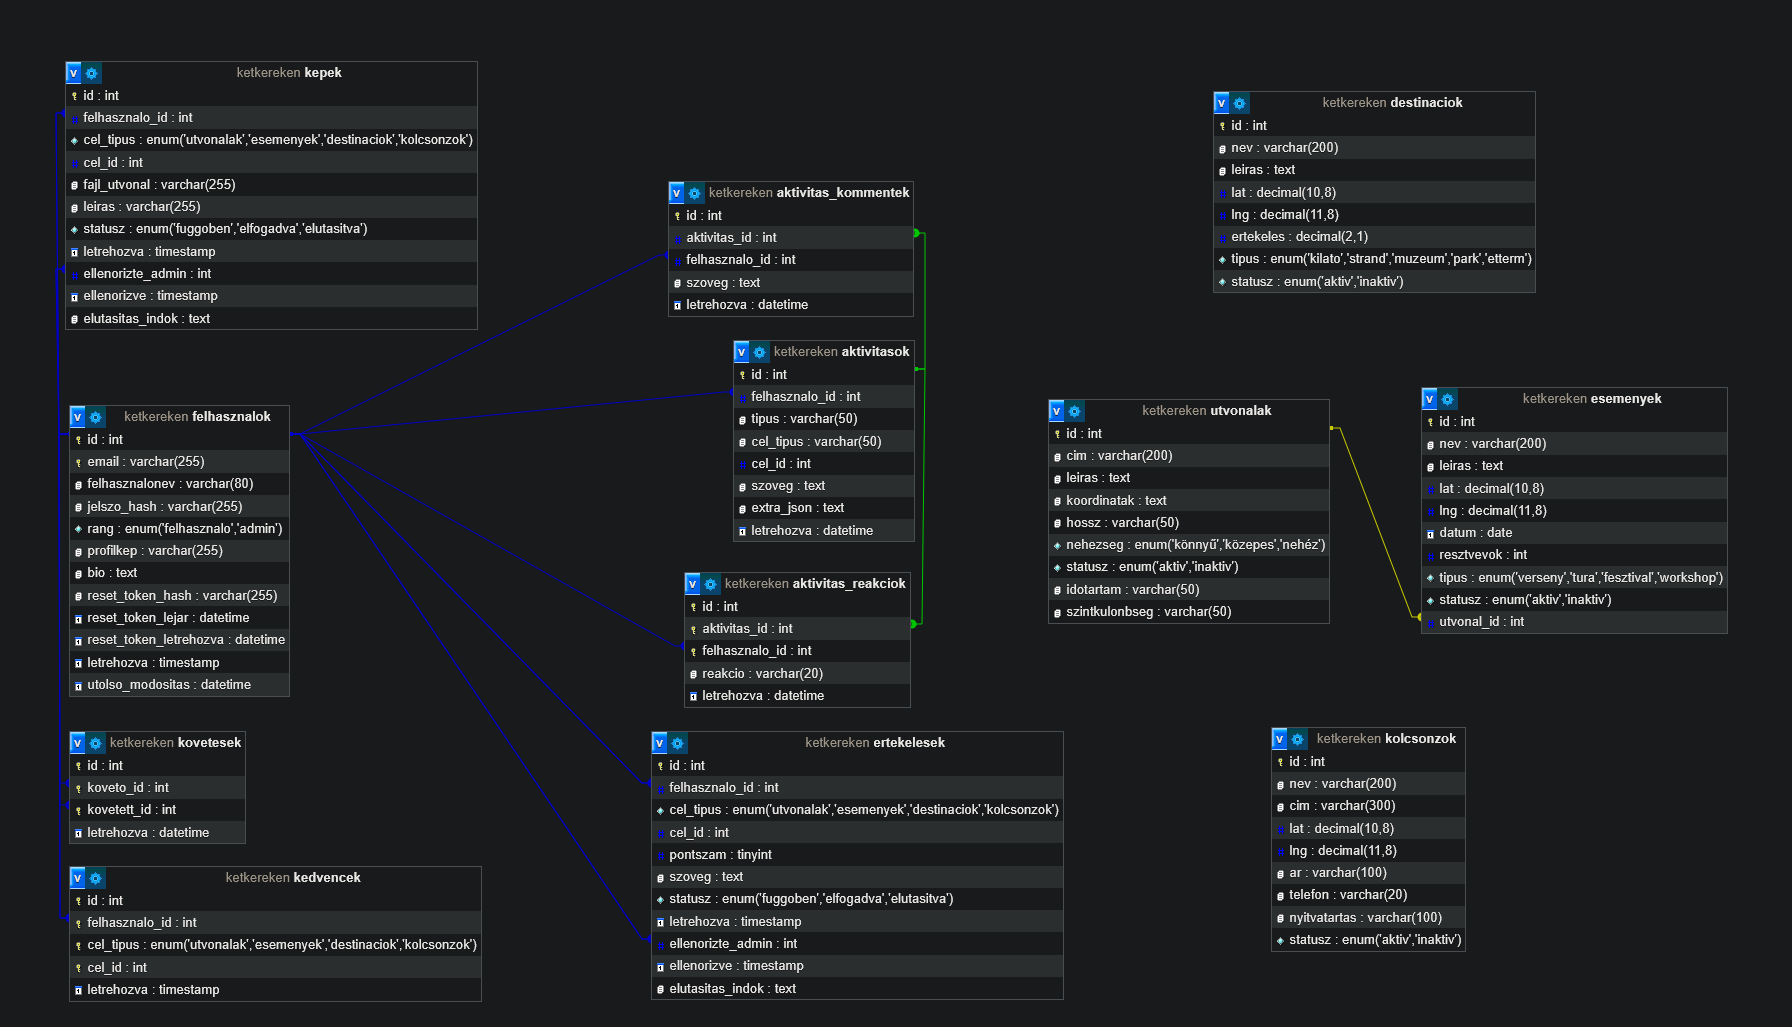 v ketkereken kepek
id : int
felhasznalo_id : int
cel_tipus : enum('utvonalak','esemenyek','destinaciok','kolcsonzok')
cel_id : int
fajl_utvonal : varchar(255)
leiras : varchar(255)
statusz : enum('fuggoben','elfogadva','elutasitva')
letrehozva : timestamp
ellenorizte_admin : int
ellenorizve : timestamp
elutasitas_indok : text
v ketkereken felhasznalok
id : int
email : varchar(255)
felhasznalonev : varchar(80)
jelszo_hash : varchar(255)
rang : enum('felhasznalo','admin')
profilkep : varchar(255)
bio : text
reset_token_hash : varchar(255)
reset_token_lejar : datetime
reset_token_letrehozva : datetime
letrehozva : timestamp
utolso_modositas : datetime
v ketkereken kovetesek
id : int
koveto_id : int
kovetett_id : int
letrehozva : datetime
v ketkereken kedvencek
id : int
felhasznalo_id : int
cel_tipus : enum('utvonalak','esemenyek','destinaciok','kolcsonzok')
cel_id : int
letrehozva : timestamp
v ketkereken aktivitas_kommentek
id : int
aktivitas_id : int
felhasznalo_id : int
szoveg : text
letrehozva : datetime
v ketkereken aktivitasok
id : int
felhasznalo_id : int
tipus : varchar(50)
cel_tipus : varchar(50)
cel_id : int
szoveg : text
extra_json : text
letrehozva : datetime
v ketkereken aktivitas_reakciok
id : int
aktivitas_id : int
felhasznalo_id : int
reakcio : varchar(20)
letrehozva : datetime
v ketkereken ertekelesek
id : int
felhasznalo_id : int
cel_tipus : enum('utvonalak','esemenyek','destinaciok','kolcsonzok')
cel_id : int
pontszam : tinyint
szoveg : text
statusz : enum('fuggoben','elfogadva','elutasitva')
letrehozva : timestamp
ellenorizte_admin : int
ellenorizve : timestamp
elutasitas_indok : text
v ketkereken destinaciok
id : int
nev : varchar(200)
leiras : text
lat : decimal(10,8)
lng : decimal(11,8)
ertekeles : decimal(2,1)
tipus : enum('kilato','strand','muzeum','park','etterm')
statusz : enum('aktiv','inaktiv')
v ketkereken utvonalak
id : int
cim : varchar(200)
leiras : text
koordinatak : text
hossz : varchar(50)
nehezseg : enum('könnyű','közepes','nehéz')
statusz : enum('aktiv','inaktiv')
idotartam : varchar(50)
szintkulonbseg : varchar(50)
v ketkereken esemenyek
id : int
nev : varchar(200)
leiras : text
lat : decimal(10,8)
lng : decimal(11,8)
datum : date
resztvevok : int
tipus : enum('verseny','tura','fesztival','workshop')
statusz : enum('aktiv','inaktiv')
utvonal_id : int
v ketkereken kolcsonzok
id : int
nev : varchar(200)
cim : varchar(300)
lat : decimal(10,8)
lng : decimal(11,8)
ar : varchar(100)
telefon : varchar(20)
nyitvatartas : varchar(100)
statusz : enum('aktiv','inaktiv')